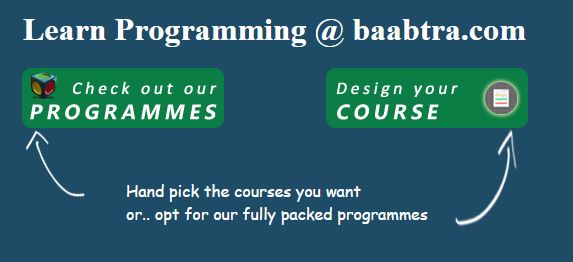 Learn Programming @ baabtra.com
Check out our
PROGRAMMES
Design your
COURSE
Hand pick the courses you want
or.. opt for our fully packed programmes